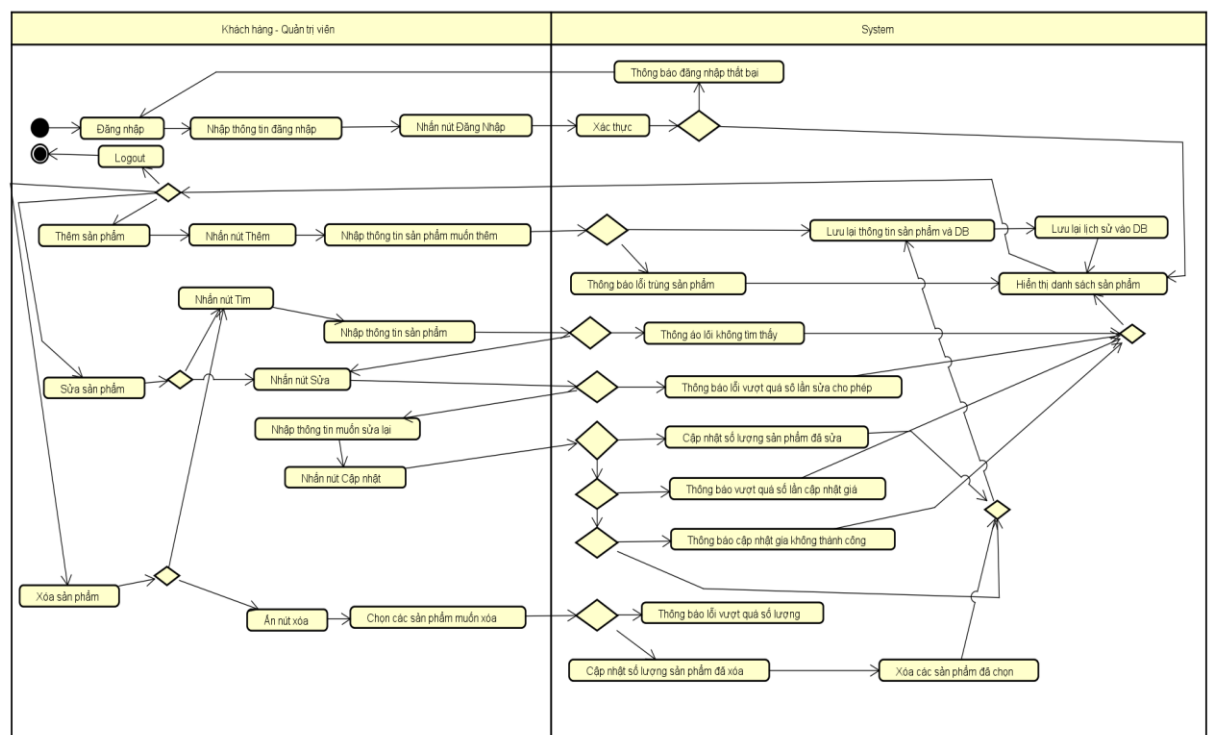 Khách hàng - Quản trị viên
System
Thông báo đăng nhập thất bại
Đăng nhập
Nhập thông tin đăng nhập
Nhấn nút Đăng Nhập
Xác thực
Logout
Thêm sản phẩm
Nhấn nút Thêm
Nhập thông tin sản phẩm muốn thêm
Lưu lại thông tin sản phẩm và DB
Lưu lại lịch sử vào DB
Thông báo lỗi trùng sản phẩm
Hiển thị danh sách sản phẩm
Nhấn nút Tìm
Nhập thông tin sản phẩm
Thông áo lỗi không tìm thấy
Sửa sản phẩm
Nhấn nút Sửa
Thông báo lỗi vượt quá số lần sửa cho phép
Nhập thông tin muốn sửa lại
Cập nhật số lượng sản phẩm đã sửa
Nhấn nút Cập nhật
Thông báo vượt quá số lần cập nhật giá
Thông báo cập nhật gia không thành công
Xóa sản phẩm
Ấn nút xóa
Chọn các sản phẩm muốn xóa
Thông báo lỗi vượt quá số lượng
Cập nhật số lượng sản phẩm đã xóa
Xóa các sản phẩm đã chọn